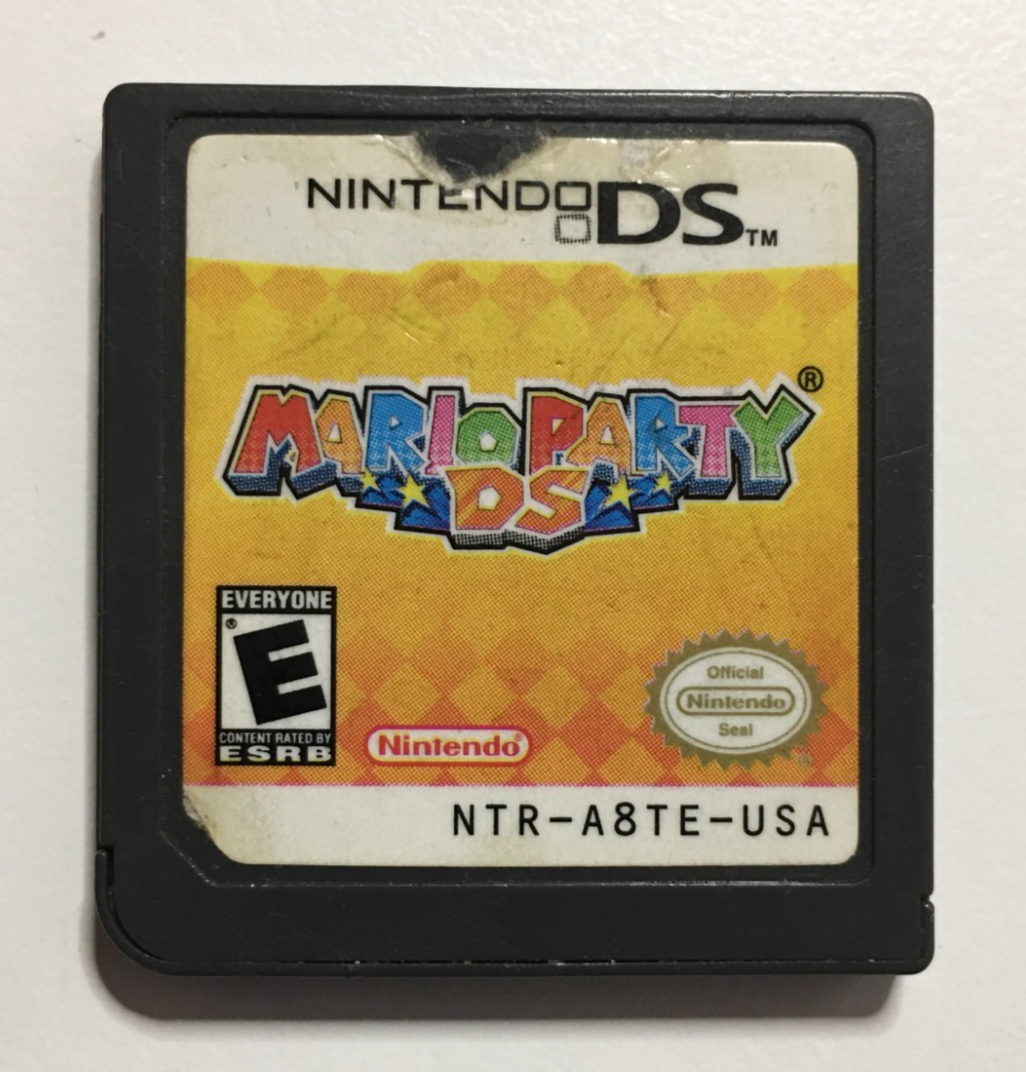 NINTENDO DS™
MARIO PARTY®
DS
EVERYONE
® E
CONTENT RATED BY
ESRB
Nintendo®
Official
Nintendo
Seal
NTR-A8TE-USA